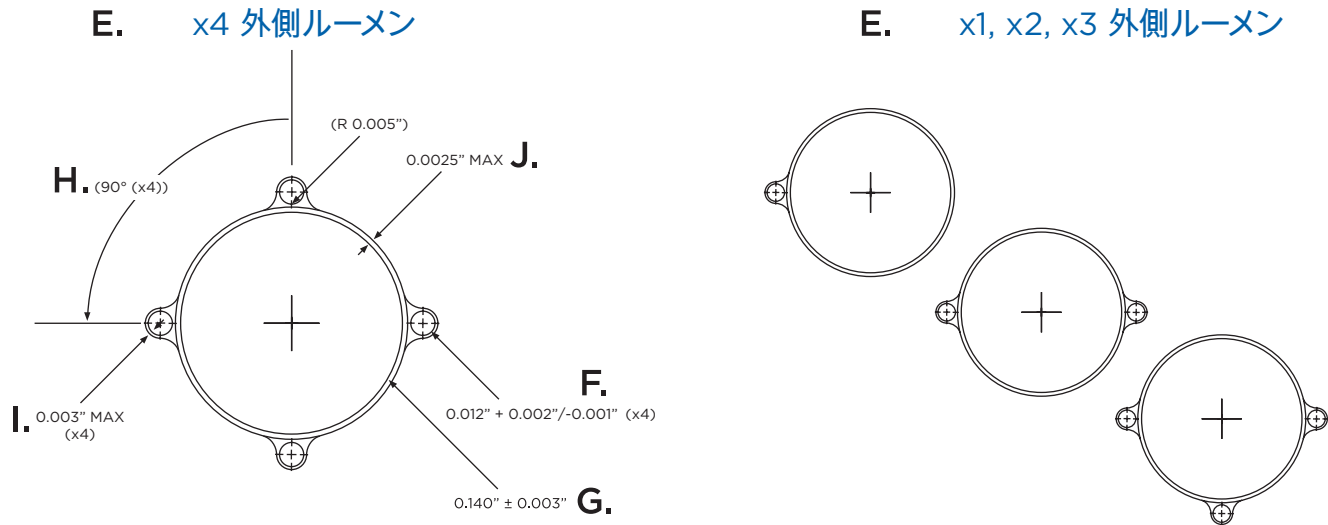 E. x4 外側ルーメン
E. x1, x2, x3 外側ルーメン
(R 0.005”)
0.0025” MAX J.
H. (90° (x4))
F.
0.012” + 0.002”/-0.001” (x4)
I. 0.003” MAX
(x4)
0.140” ± 0.003” G.